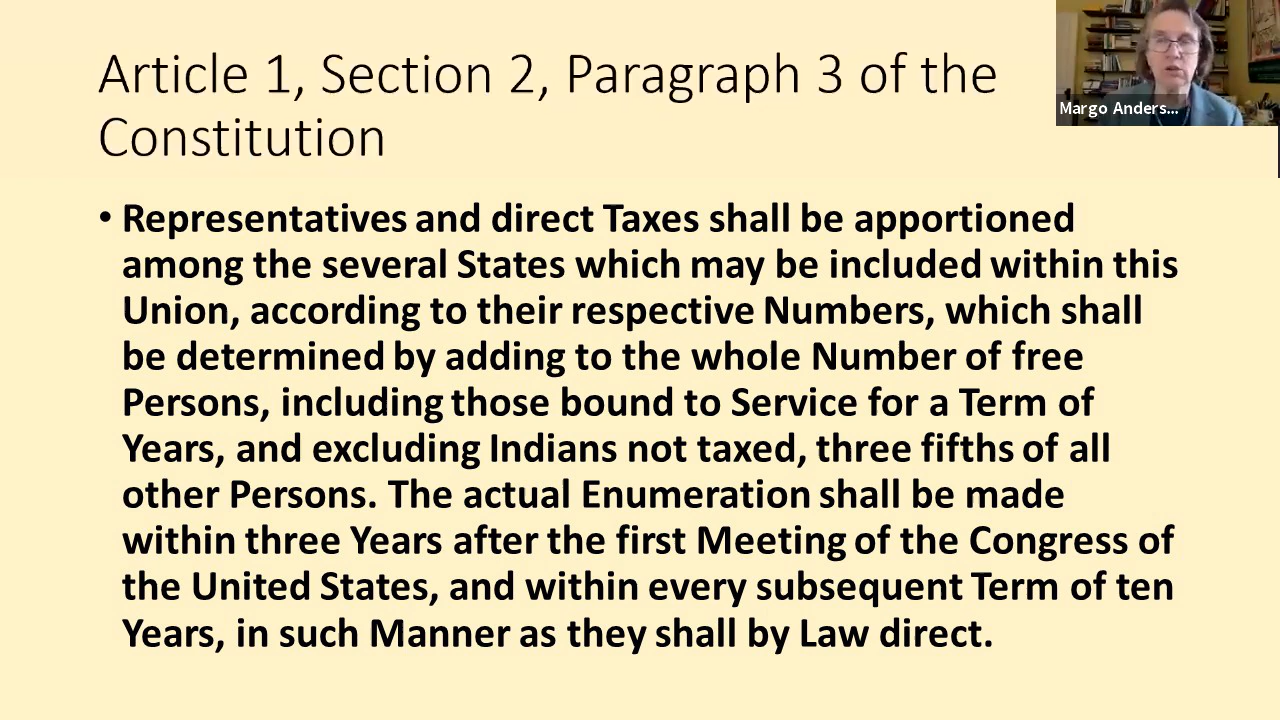 Article 1, Section 2, Paragraph 3 of the
Constitution
Margo Anders...
• Representatives and direct Taxes shall be apportioned
among the several States which may be included within this
Union, according to their respective Numbers, which shall
be determined by adding to the whole Number of free
Persons, including those bound to Service for a Term of
Years, and excluding Indians not taxed, three fifths of all
other Persons. The actual Enumeration shall be made
within three Years after the first Meeting of the Congress of
the United States, and within every subsequent Term of ten
Years, in such Manner as they shall by Law direct.